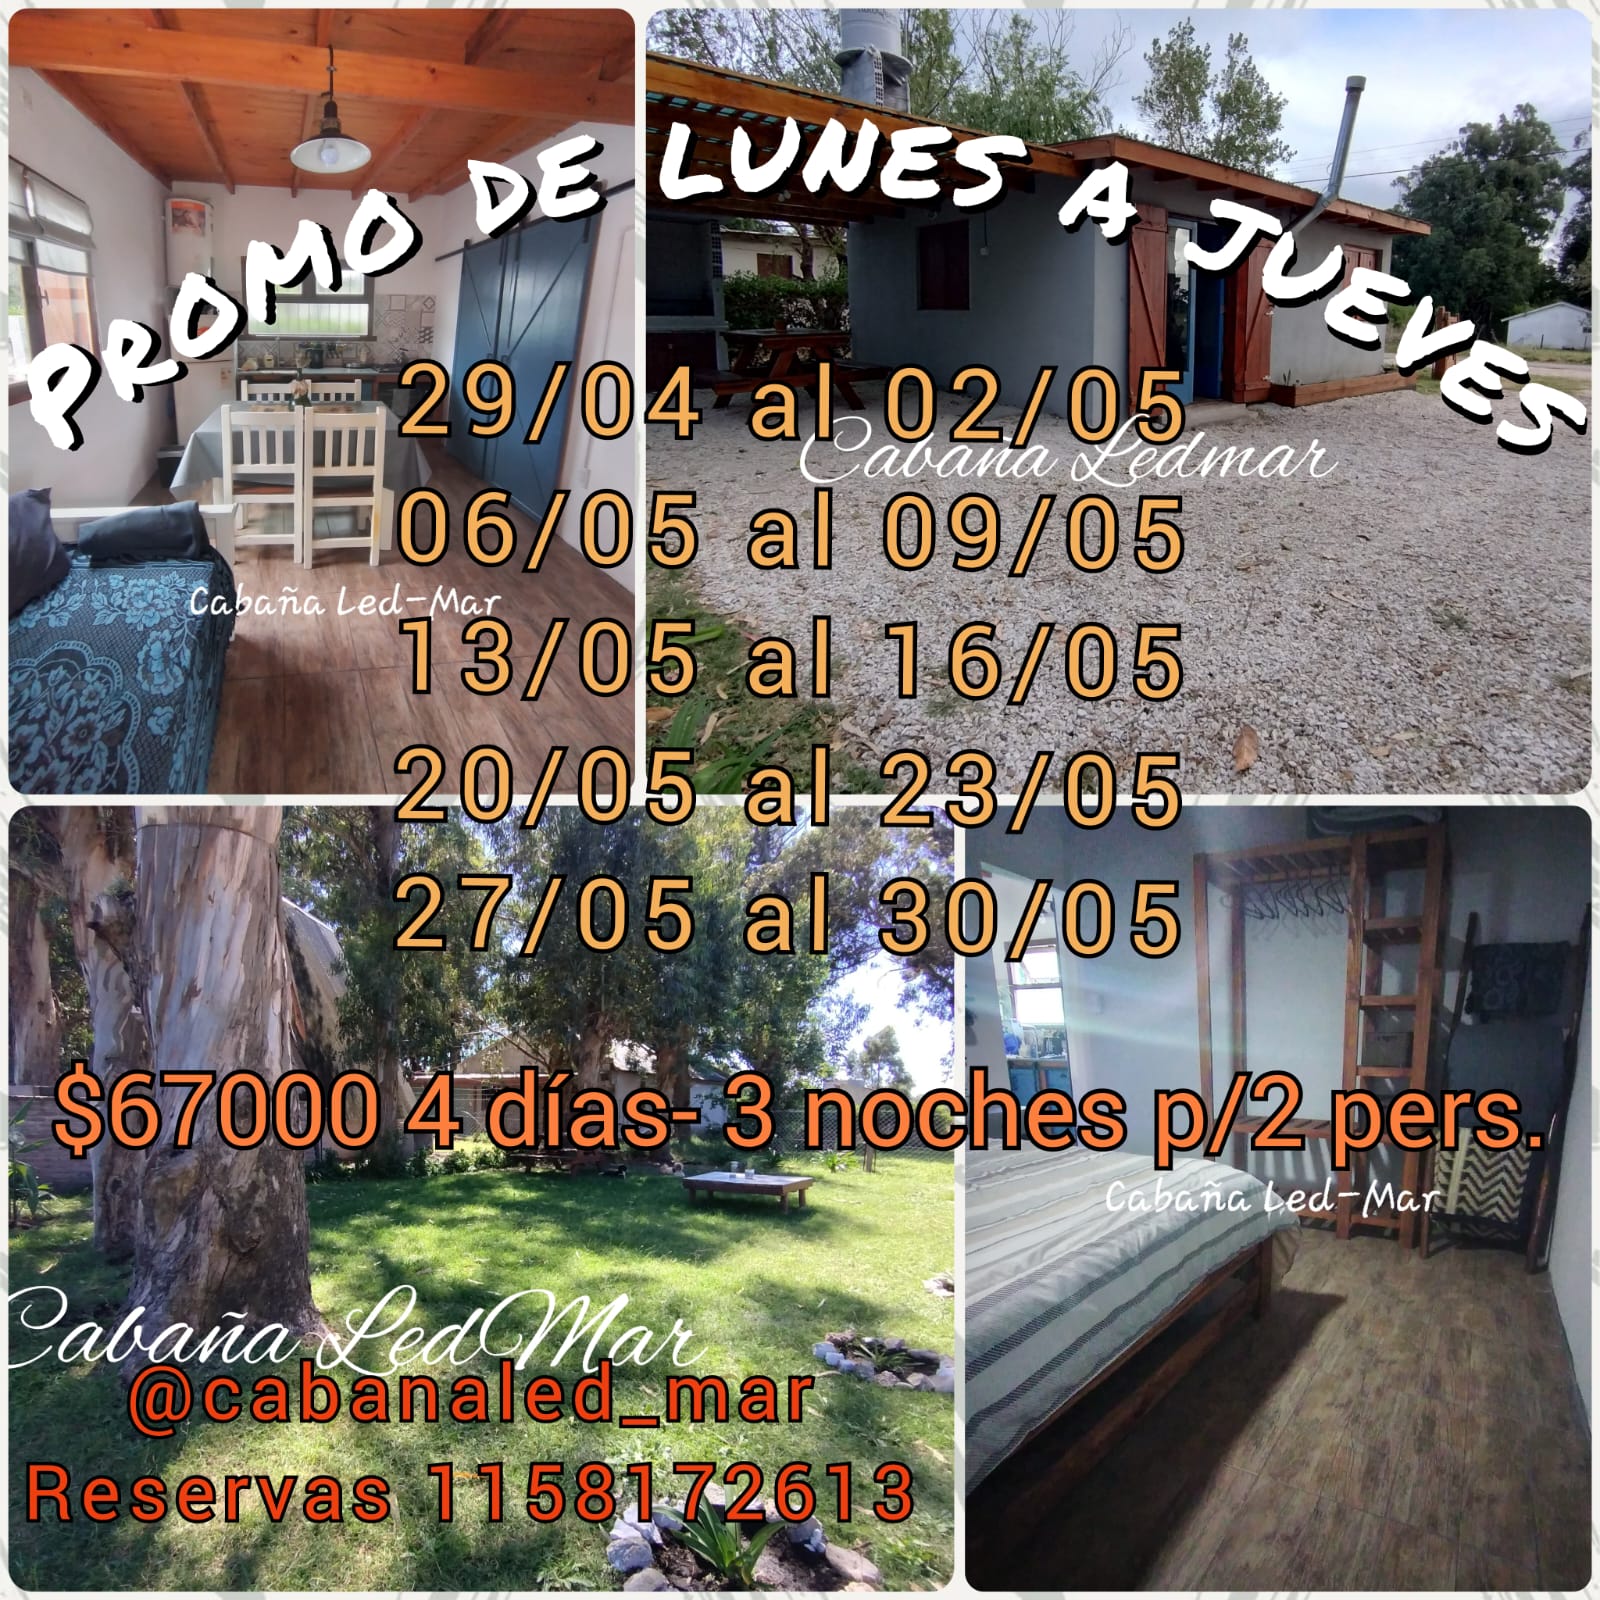 PROMO DE LUNES A JUEVES
29/04 al 02/05
Cabaña Ledmar
06/05 al 09/05
Cabaña Led-Mar
13/05 al 16/05
20/05 al 23/05
27/05 al 30/05
$67000 4 días- 3 noches p/2 pers.
Cabaña Led-Mar
Cabaña LedMar
@cabanaled_mar
Reservas 1158172613